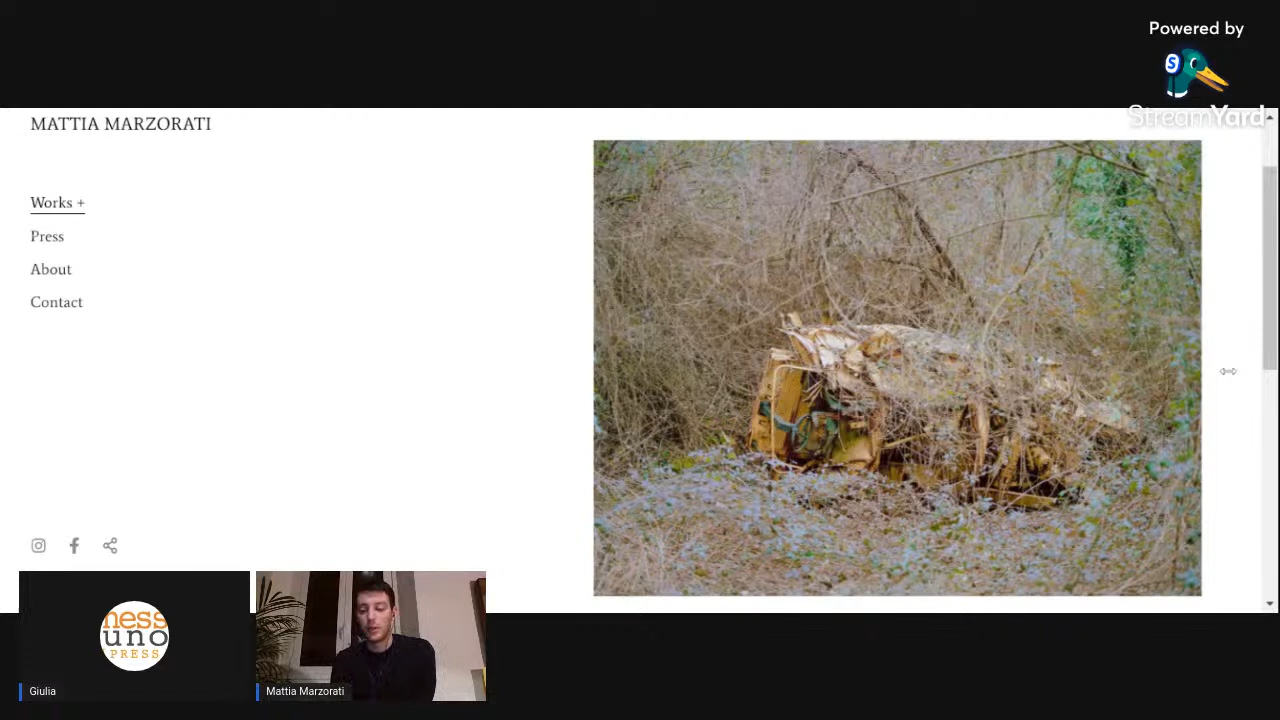 Powered by
S
StreamYard
MATTIA MARZORATI
Works +
Press
About
Contact
ness
uno
PRESS
Giulia
Mattia Marzorati